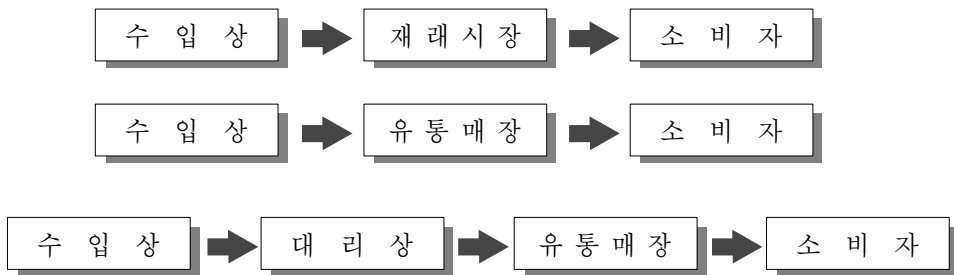 수 입 상 재 래 시 장 소 비 자
수 입 상 유 통 매 장 소 비 자
수 입 상 대 리 상 유 통 매 장 소 비 자